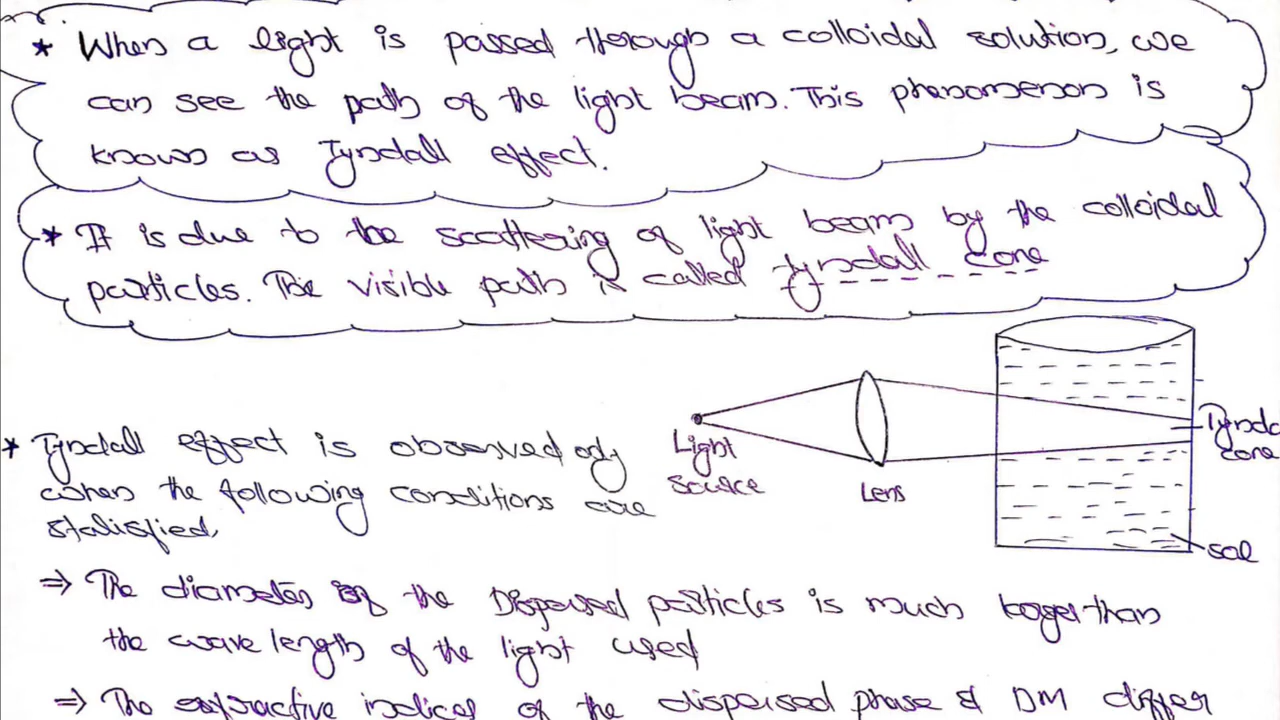 * When a light is passed through a colloidal solution, we
can see the path of the light beam. This phenomenon is
known as Tyndall effect.
* It is due to the scattering of light beam by the colloidal
particles. The visible path is called Tyndall cone
* Tyndall effect is observed only
when the following conditions are
statisfied,
Light
source
Lens
Tynda
cone
sol
⇒ The diameter of the Dispersed particles is much larger than
the wave length of the light used
⇒ The refractive indices of the dispersed phase & DM differ